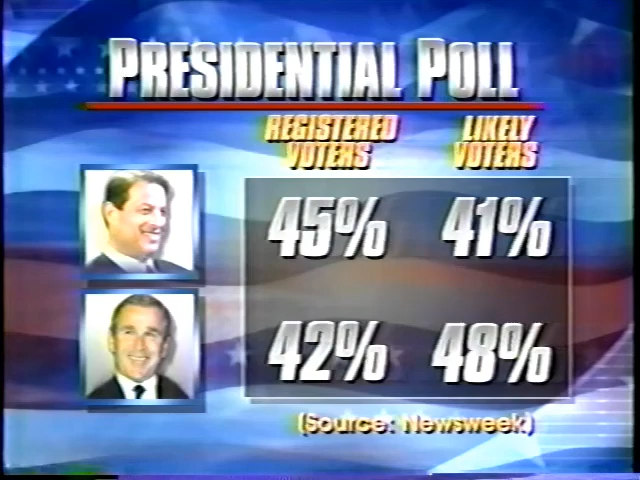 PRESIDENTIAL POLL
REGISTERED VOTERS
LIKELY VOTERS
45% 41%
42% 48%
(Source: Newsweek)